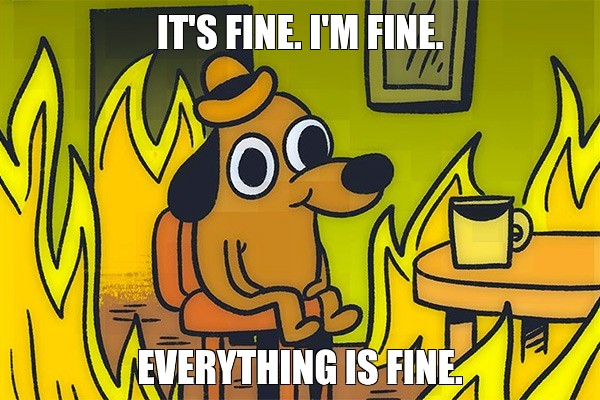 IT'S FINE. I'M FINE.
EVERYTHING IS FINE.